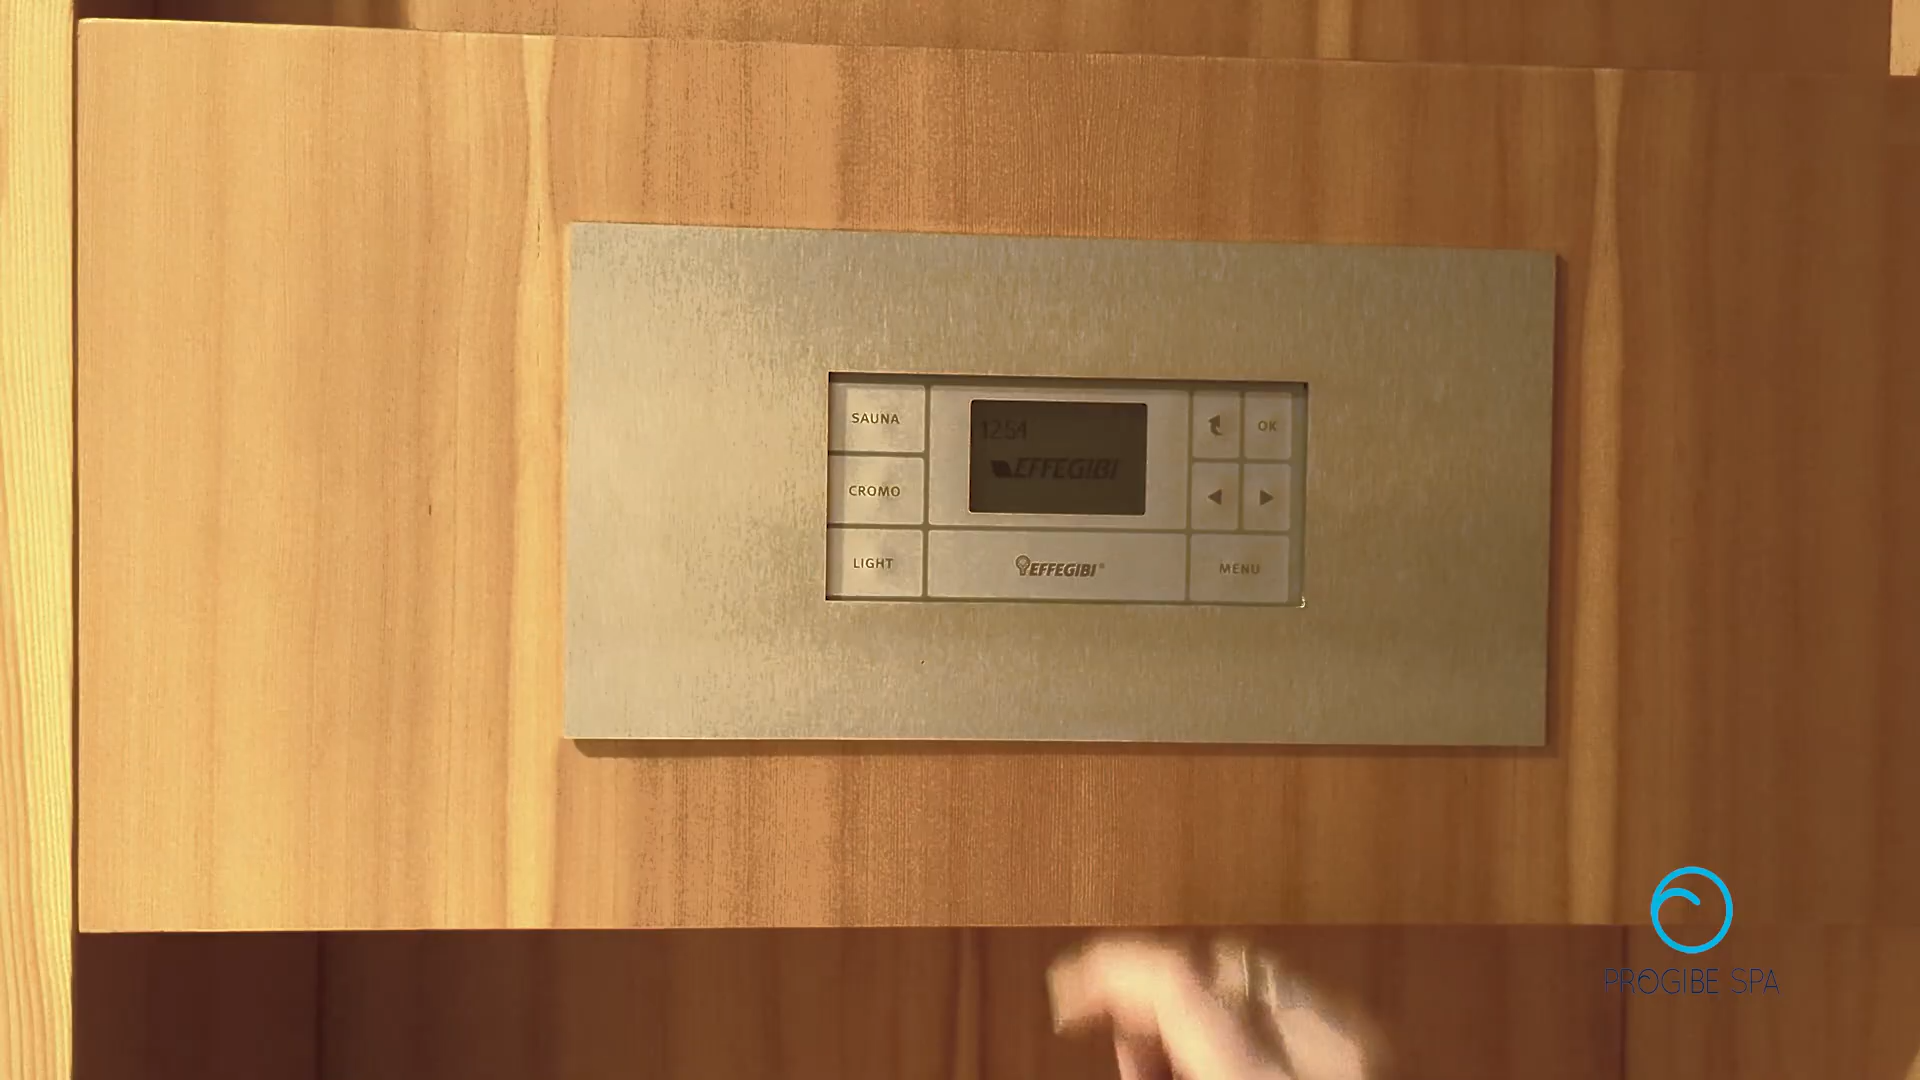 SAUNA
CROMO
LIGHT
12:54
EFFEGIBI
EFFEGIBI®
OK
MENU
PROGIBE SPA